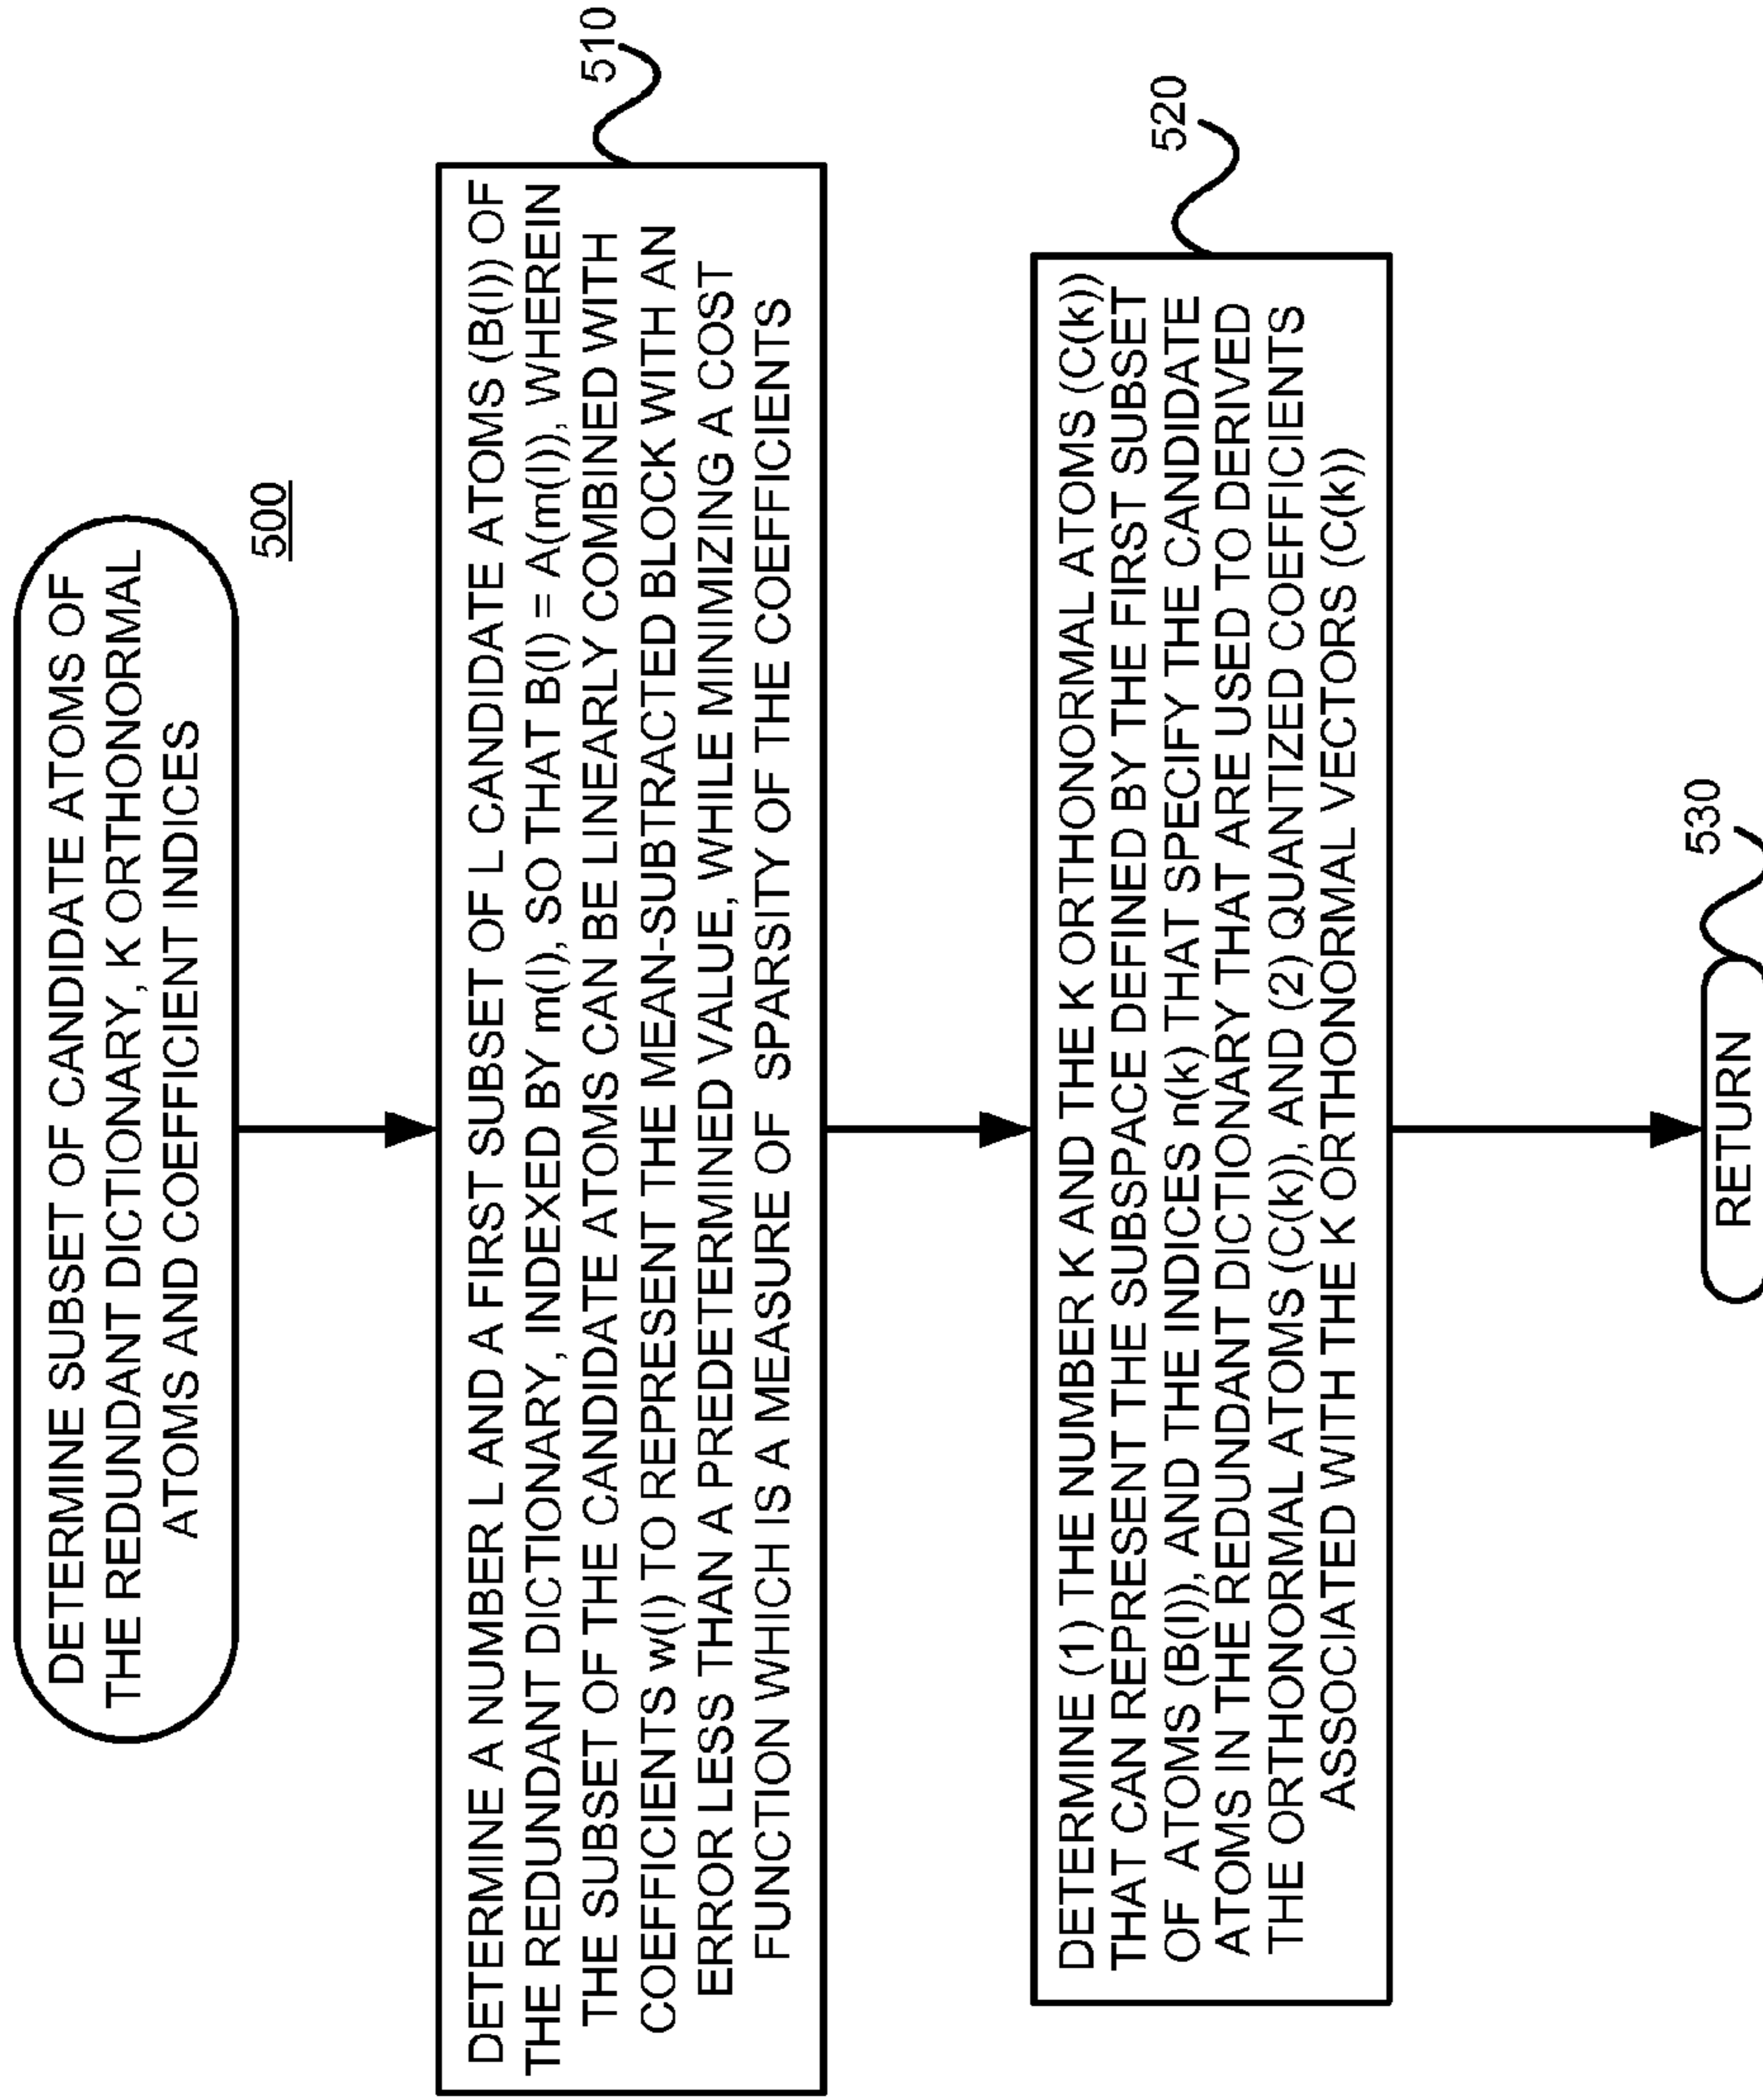 DETERMINE SUBSET OF CANDIDATE ATOMS OF
THE REDUNDANT DICTIONARY, K ORTHONORMAL
ATOMS AND COEFFICIENT INDICES
500
DETERMINE A NUMBER L AND A FIRST SUBSET OF L CANDIDATE ATOMS (B(l)) OF
THE REDUNDANT DICTIONARY, INDEXED BY m(l), SO THAT B(l) = A(m(l)), WHEREIN
THE SUBSET OF THE CANDIDATE ATOMS CAN BE LINEARLY COMBINED WITH
COEFFICIENTS w(l) TO REPRESENT THE MEAN-SUBTRACTED BLOCK WITH AN
ERROR LESS THAN A PREDETERMINED VALUE, WHILE MINIMIZING A COST
FUNCTION WHICH IS A MEASURE OF SPARSITY OF THE COEFFICIENTS
510
DETERMINE (1) THE NUMBER K AND THE K ORTHONORMAL ATOMS (C(k))
THAT CAN REPRESENT THE SUBSPACE DEFINED BY THE FIRST SUBSET
OF ATOMS (B(l)), AND THE INDICES n(k) THAT SPECIFY THE CANDIDATE
ATOMS IN THE REDUNDANT DICTIONARY THAT ARE USED TO DERIVED
THE ORTHONORMAL ATOMS (C(k)), AND (2) QUANTIZED COEFFICIENTS
ASSOCIATED WITH THE K ORTHONORMAL VECTORS (C(k))
520
RETURN
530